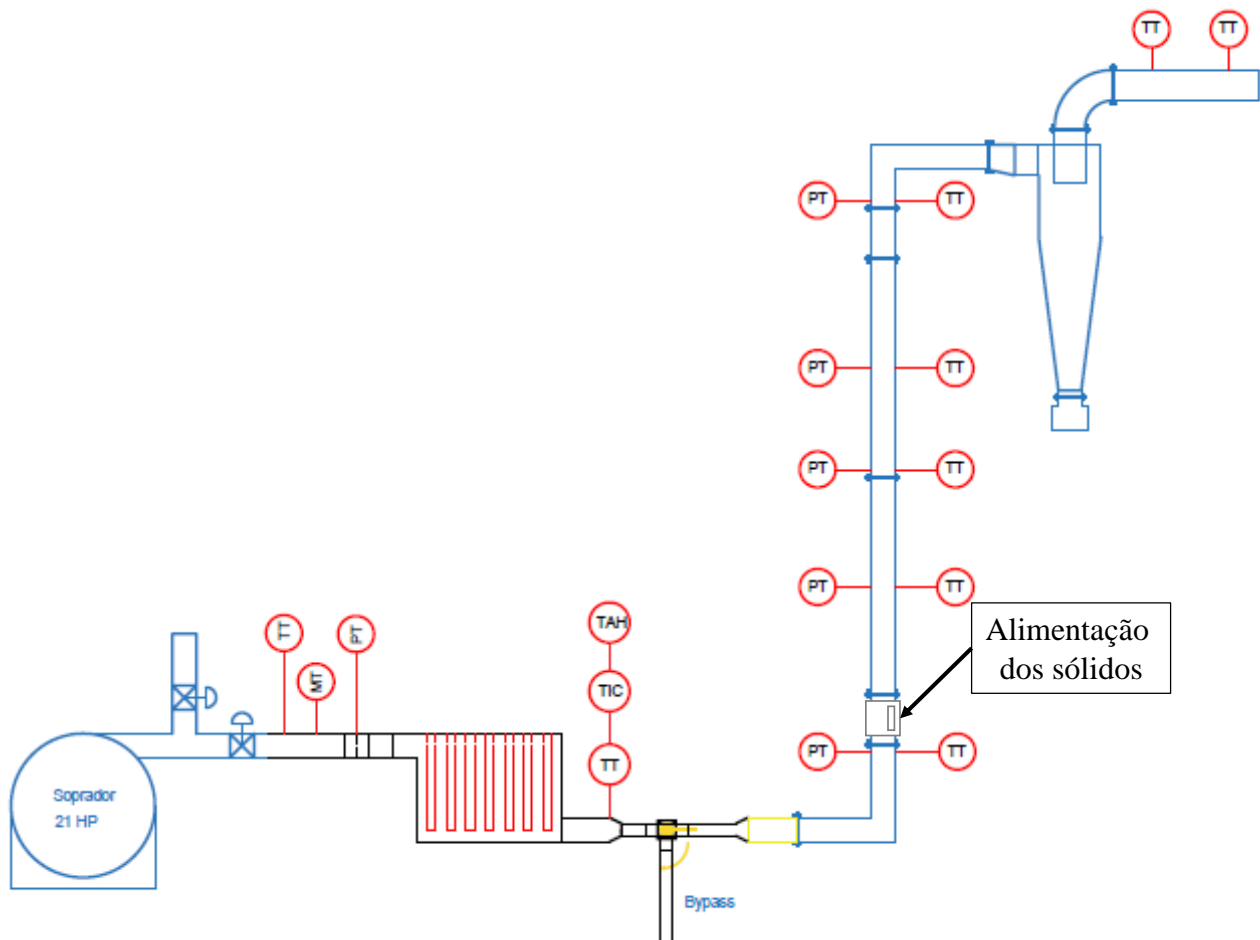 TT
TT
PT
TT
PT
TT
PT
TT
PT
TT
Alimentação
dos sólidos
TAH
TT
MT
PT
TIC
TT
PT
TT
Soprador
21 HP
Bypass